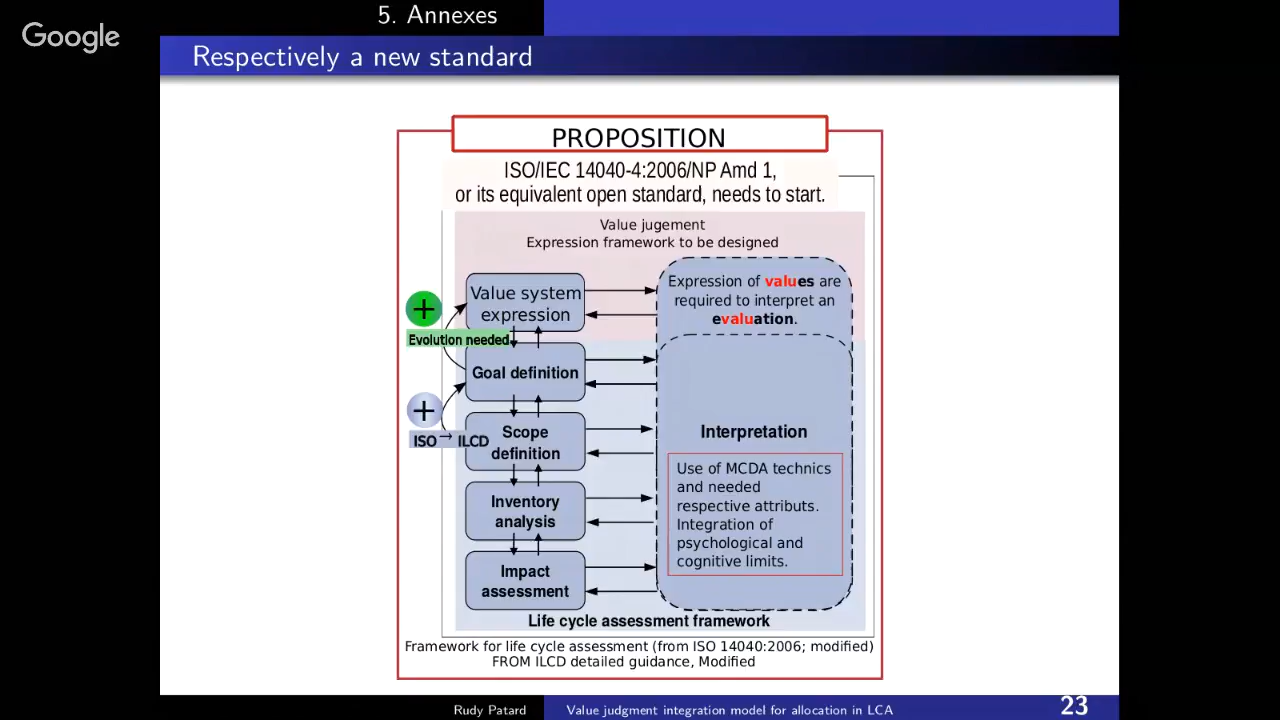 5. Annexes
Google
Respectively a new standard
PROPOSITION
ISO/IEC 14040-4:2006/NP Amd 1,
or its equivalent open standard, needs to start.
Value jugement
Expression framework to be designed
Value system
expression
Expression of values are
required to interpret an
evaluation.
+
Evolution needed
Goal definition
+
ISO → ILCD
Scope
definition
Inventory
analysis
Impact
assessment
Interpretation
Use of MCDA technics
and needed
respective attributs.
Integration of
psychological and
cognitive limits.
Life cycle assessment framework
Framework for life cycle assessment (from ISO 14040:2006; modified)
FROM ILCD detailed guidance, Modified
Rudy Patard
Value judgment integration model for allocation in LCA
23